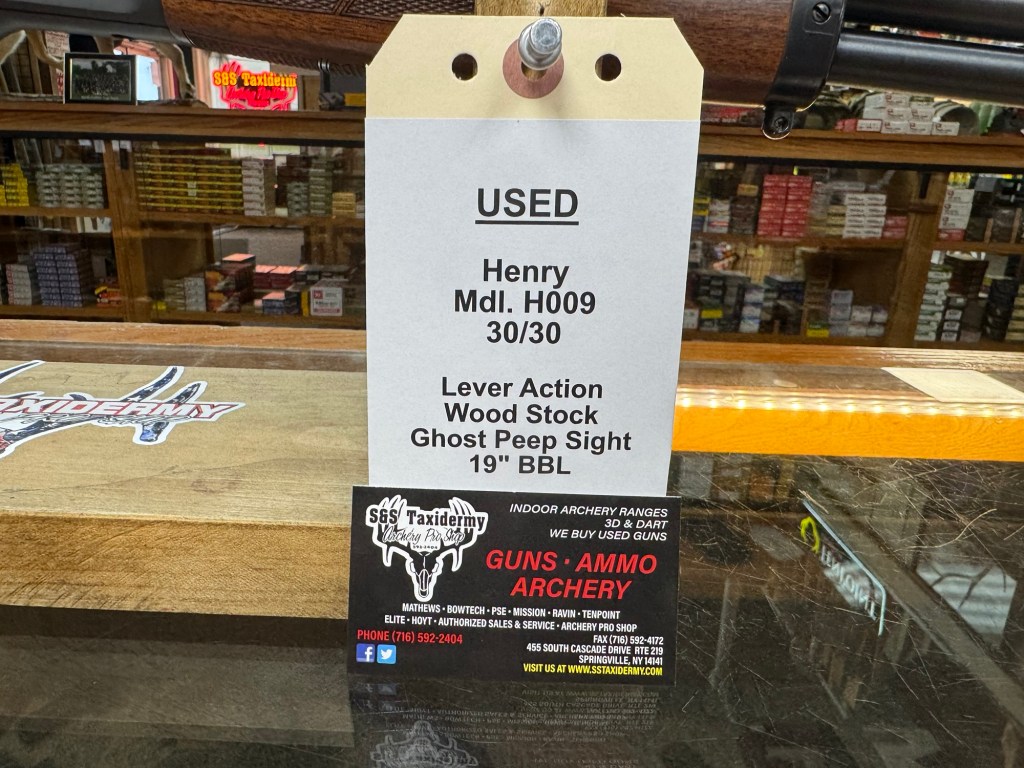 S&S Taxidermy
USED
Henry
Mdl. H009
30/30
Lever Action
Wood Stock
Ghost Peep Sight
19" BBL
TAXIDERMY
S&S Taxidermy
Archery Pro Shop
592-2404
INDOOR ARCHERY RANGES
3D & DART
WE BUY USED GUNS
GUNS · AMMO
ARCHERY
MATHEWS · BOWTECH · PSE · MISSION · RAVIN · TENPOINT
ELITE · HOYT · AUTHORIZED SALES & SERVICE · ARCHERY PRO SHOP
PHONE (716) 592-2404
FAX (716) 592-4172
455 SOUTH CASCADE DRIVE RTE 219
SPRINGVILLE, NY 14141
VISIT US AT WWW.SSTAXIDERMY.COM